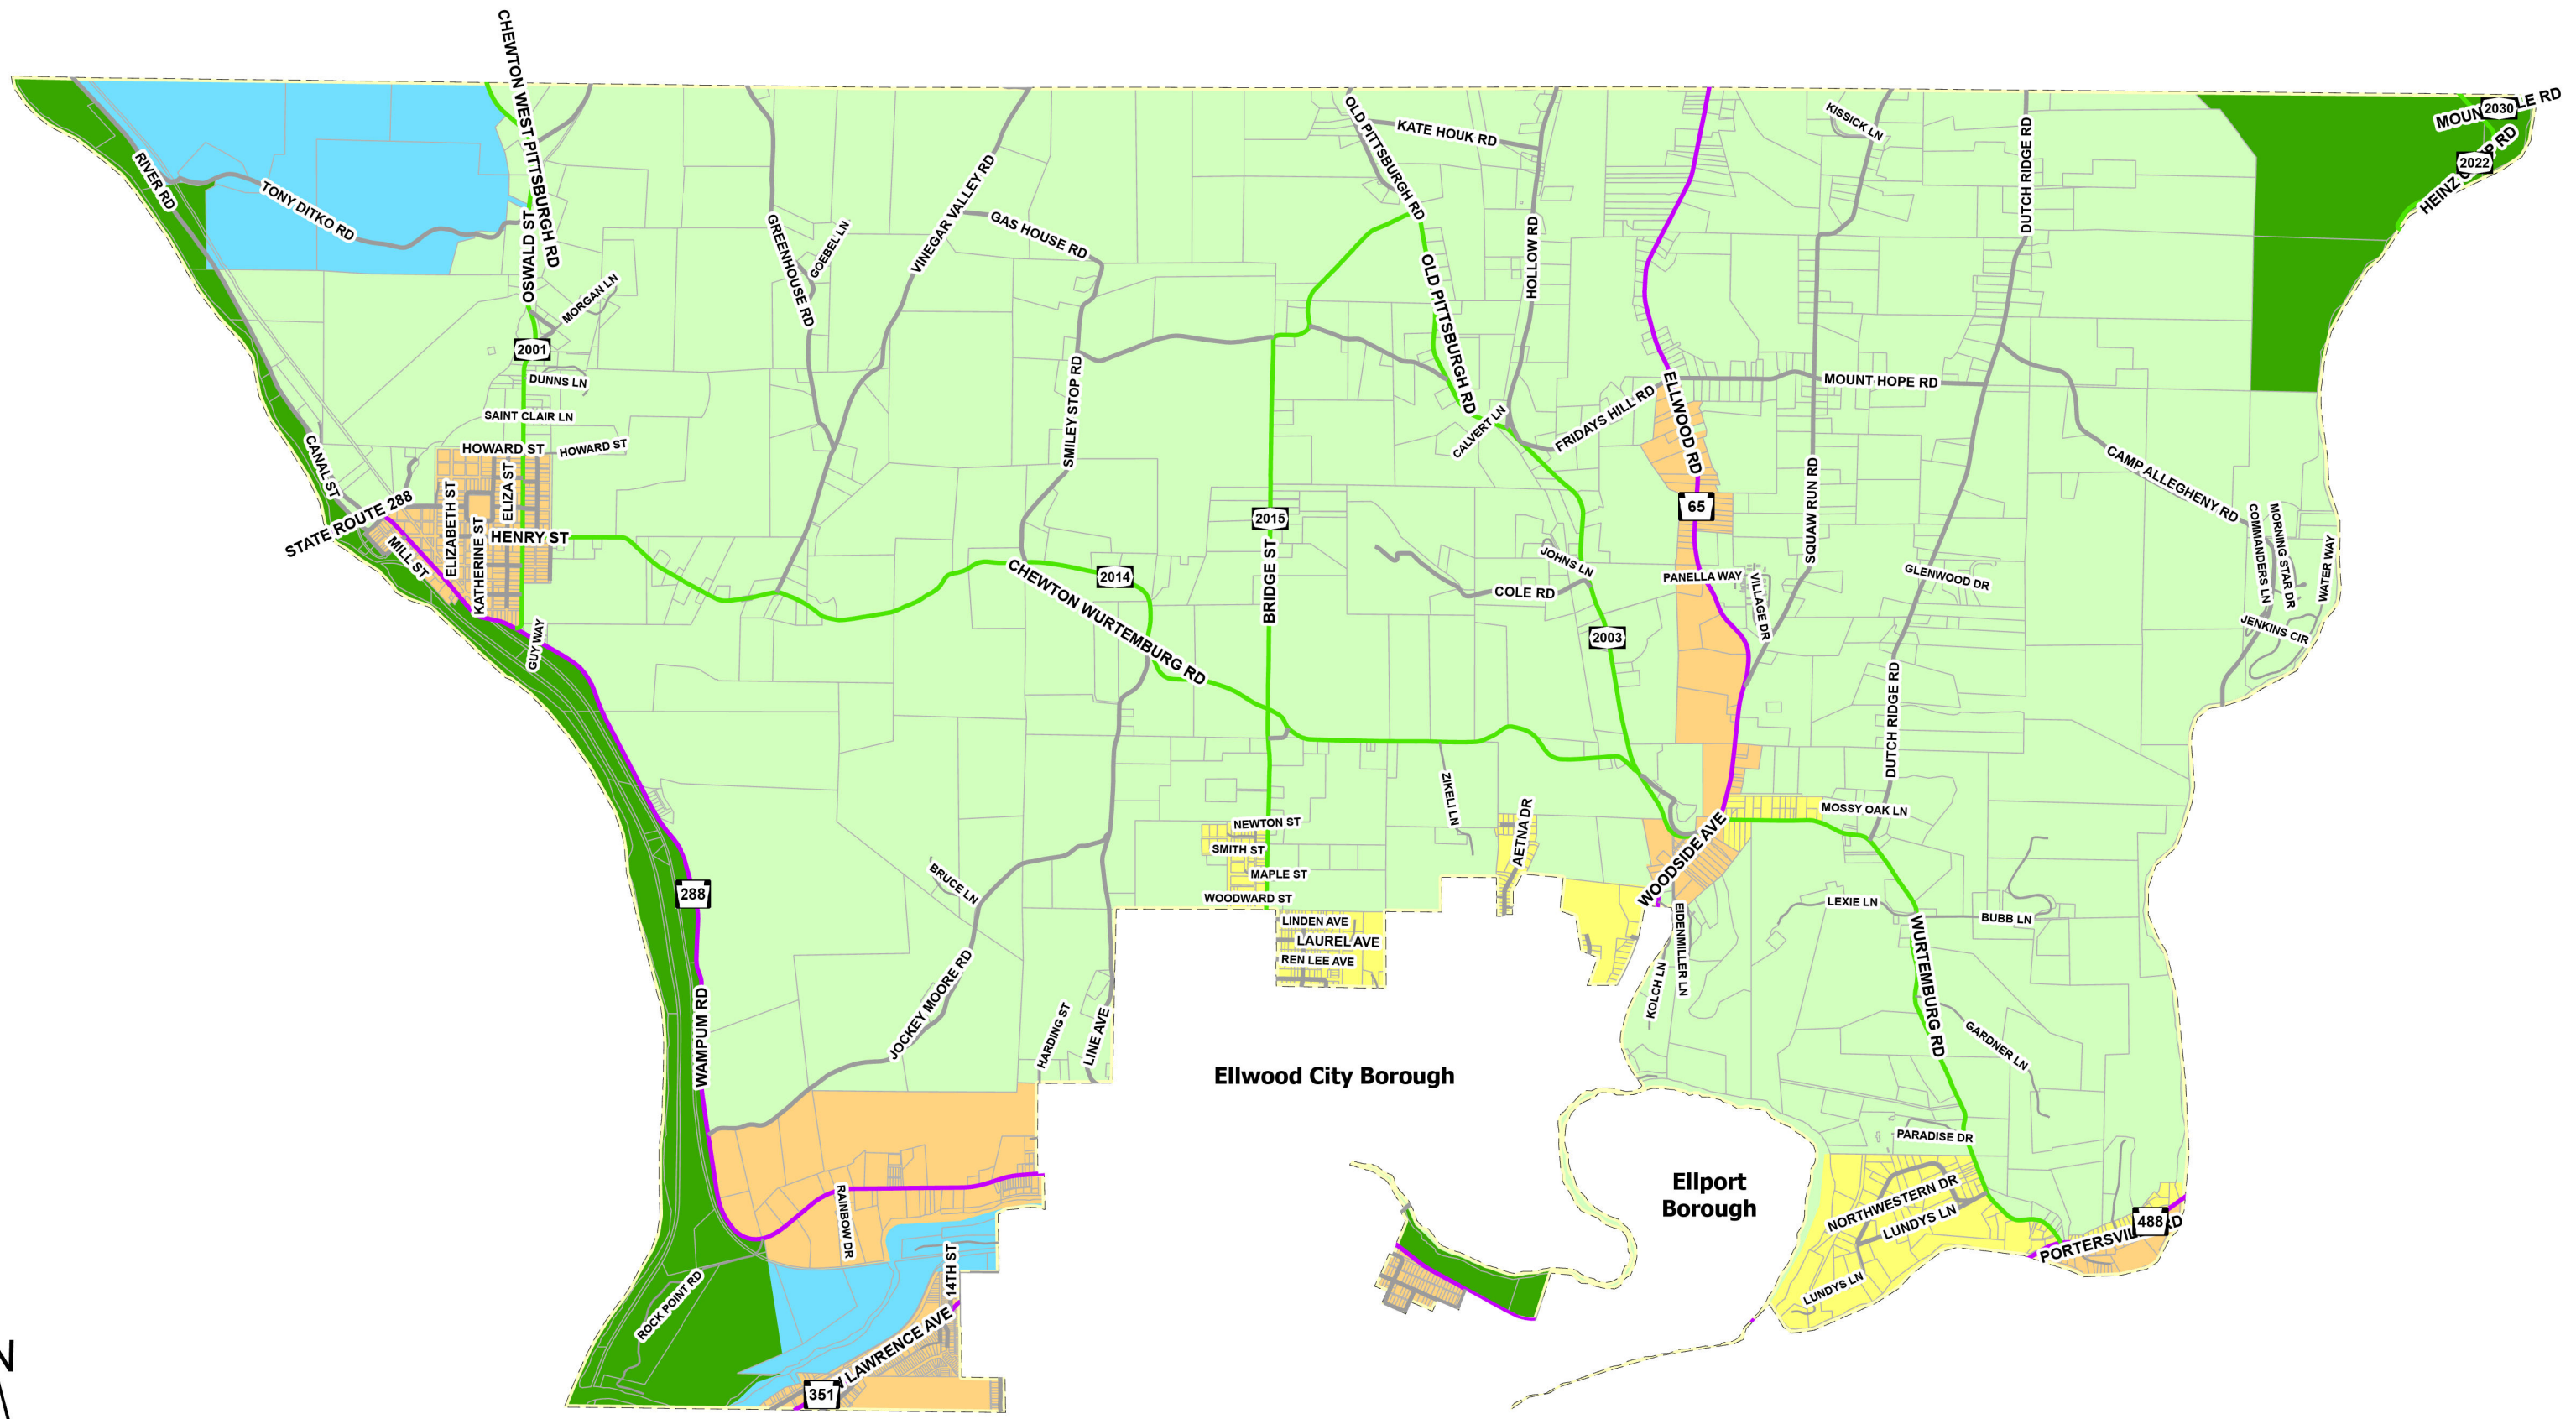 CHEWTON WEST PITTSBURGH RD
2030
2022
KISSICK LN
OLD PITTSBURGH RD
KATE HOUK RD
DUTCH RIDGE RD
RIVER RD
TONY DITKO RD
OSWALD ST
GREENHOUSE RD
GOEBEL LN
VINEGAR VALLEY RD
GAS HOUSE RD
HOLLOW RD
MORGAN LN
2001
OLD PITTSBURGH RD
DUNNS LN
SMILEY STOP RD
ELLWOOD RD
MOUNT HOPE RD
SAINT CLAIR LN
CALVERT LN
FRIDAYS HILL RD
HOWARD ST
HOWARD ST
CANAL ST
ELIZA ST
ELIZABETH ST
STATE ROUTE 288
KATHERINE ST
HENRY ST
MILL ST
GUY WAY
65
SQUAW RUN RD
CAMP ALLEGHENY RD
MORNING STAR DR
COMMANDERS LN
WATER WAY
JENKINS CIR
2015
BRIDGE ST
2014
CHEWTON WURTEMBURG RD
JOHNS LN
COLE RD
PANELLA WAY
VILLAGE DR
GLENWOOD DR
2003
DUTCH RIDGE RD
ZIKELI LN
AETNA DR
MOSSY OAK LN
NEWTON ST
SMITH ST
MAPLE ST
WOODWARD ST
WOODSIDE AVE
288
BRUCE LN
LINDEN AVE
LAUREL AVE
REN LEE AVE
LEXIE LN
BUBB LN
EIDENMILLER LN
KOLCH LN
WURTEMBURG RD
WAMPUM RD
JOCKEY MOORE RD
HARDING ST
LINE AVE
GARDNER LN
Ellwood City Borough
PARADISE DR
Ellport
Borough
RAINBOW DR
NORTHWESTERN DR
LUNDYS LN
488
14TH ST
ROCK POINT RD
LUNDYS LN
LAWRENCE AVE
351
N